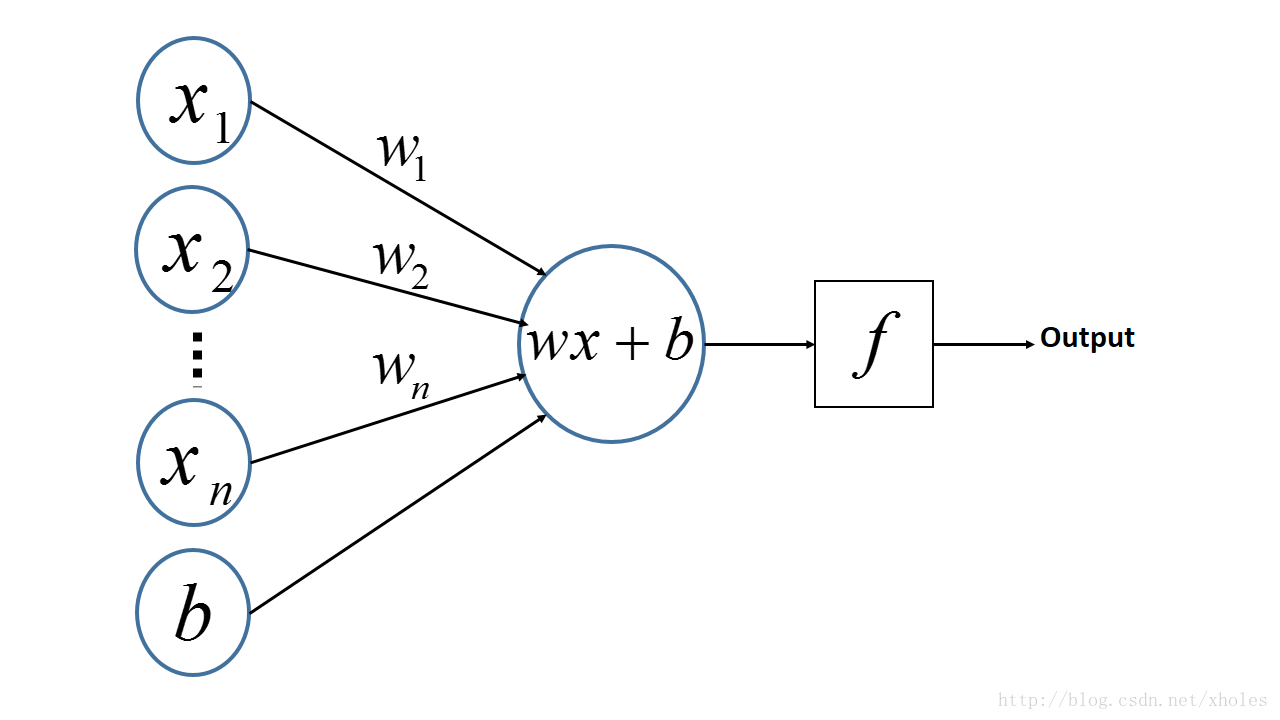 x₁
w₁
x₂
w₂
wx + b
f
Output
wₙ
xₙ
b
http://blog.csdn.net/xholes